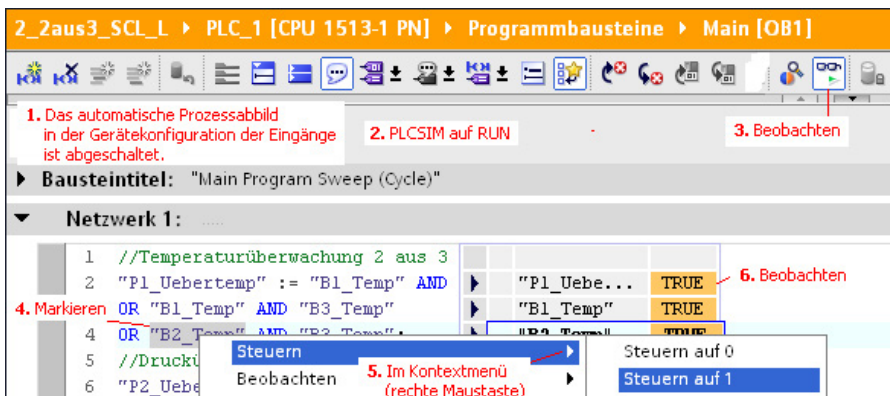 2_2aus3_SCL_L ▸ PLC_1 [CPU 1513-1 PN] ▸ Programmbausteine ▸ Main [OB1]
1. Das automatische Prozessabbild
in der Gerätekonfiguration der Eingänge
ist abgeschaltet.
2. PLCSIM auf RUN
3. Beobachten
Bausteintitel: "Main Program Sweep (Cycle)"
Netzwerk 1: .....
1 //Temperaturüberwachung 2 aus 3
2 "P1_Uebertemp" := "B1_Temp" AND
"P1_Uebe... TRUE
6. Beobachten
OR "B1_Temp" AND "B3_Temp"
"B1_Temp" TRUE
4. Markieren
4 OR "B2_Temp" AND "B3_Temp";
"B2_Temp" TRUE
5 //Druckü
6 "P2_Uebe
Steuern
Beobachten
5. Im Kontextmenü
(rechte Maustaste)
Steuern auf 0
Steuern auf 1